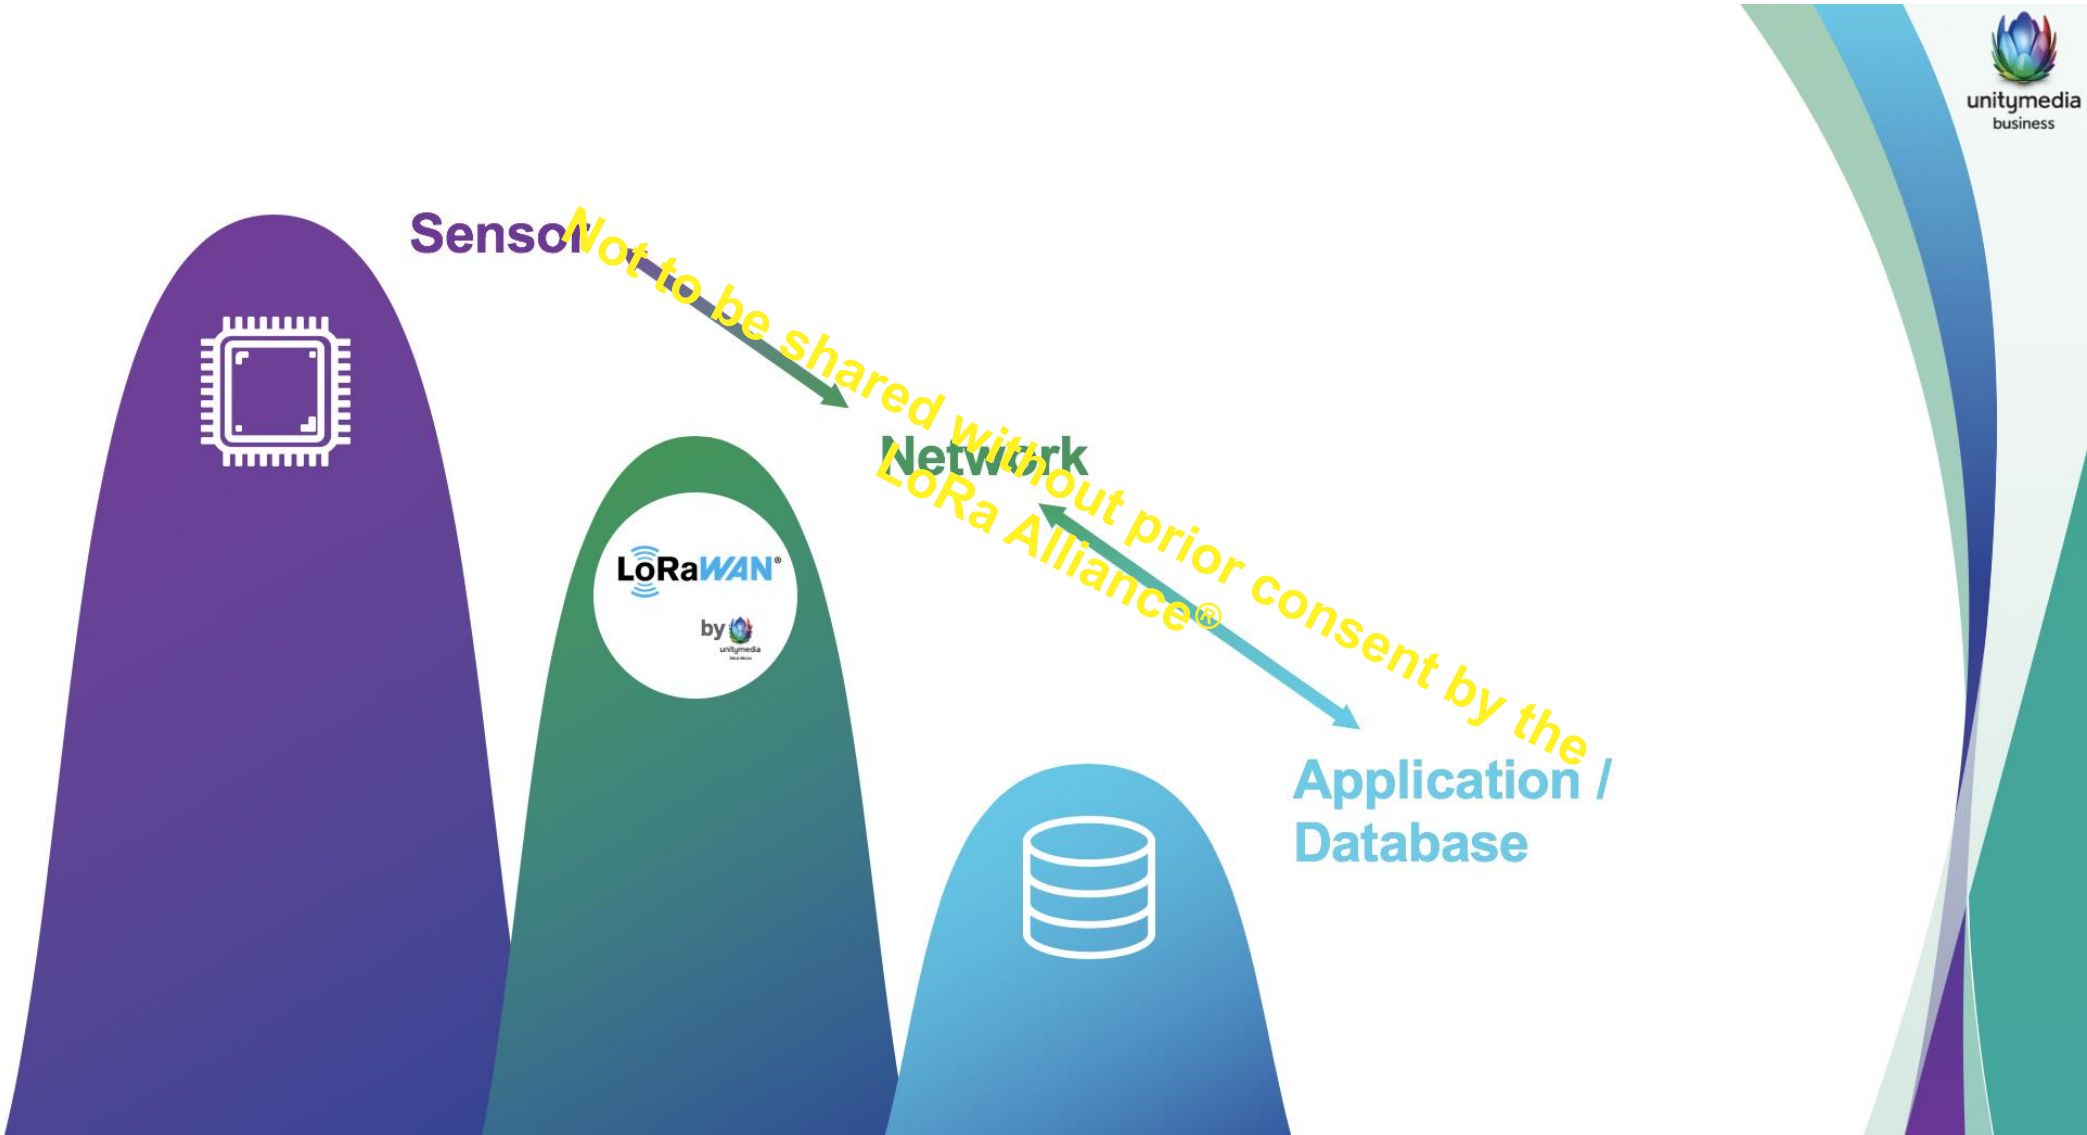 unitymedia
business
Sensor
Not to be shared without prior consent by the
LoRa Alliance®
Network
LoRaWAN®
by
unitymedia
Application /
Database